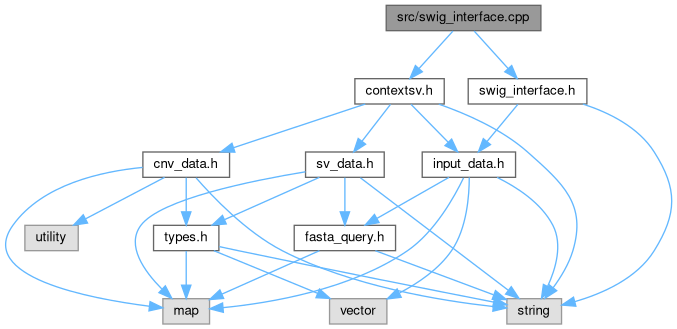 src/swig_interface.cpp
contextsv.h
swig_interface.h
cnv_data.h
sv_data.h
input_data.h
utility
types.h
fasta_query.h
map
vector
string